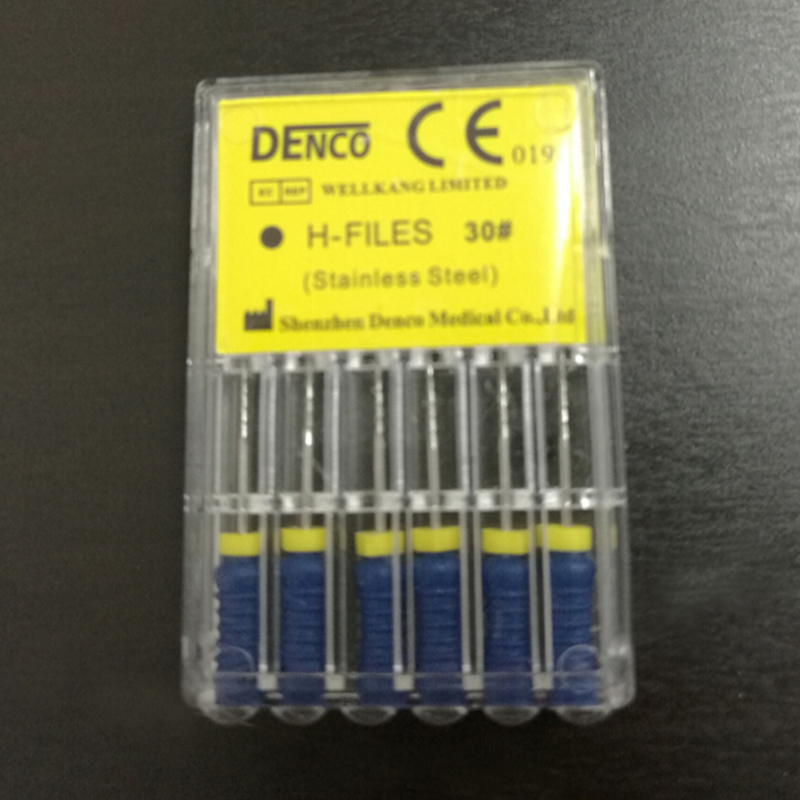 DENCO CE 019
EC REP WELLKANG LIMITED
H-FILES 30#
(Stainless Steel)
Shenzhen Denco Medical Co.,Ltd